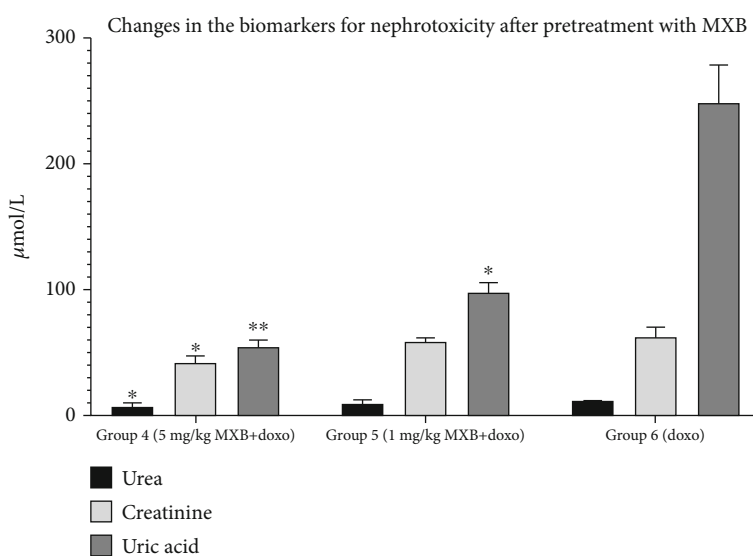 Changes in the biomarkers for nephrotoxicity after pretreatment with MXB
300
200
100
0
μmol/L
*
*
**
*
Group 4 (5 mg/kg MXB+doxo)
Group 5 (1 mg/kg MXB+doxo)
Group 6 (doxo)
Urea
Creatinine
Uric acid